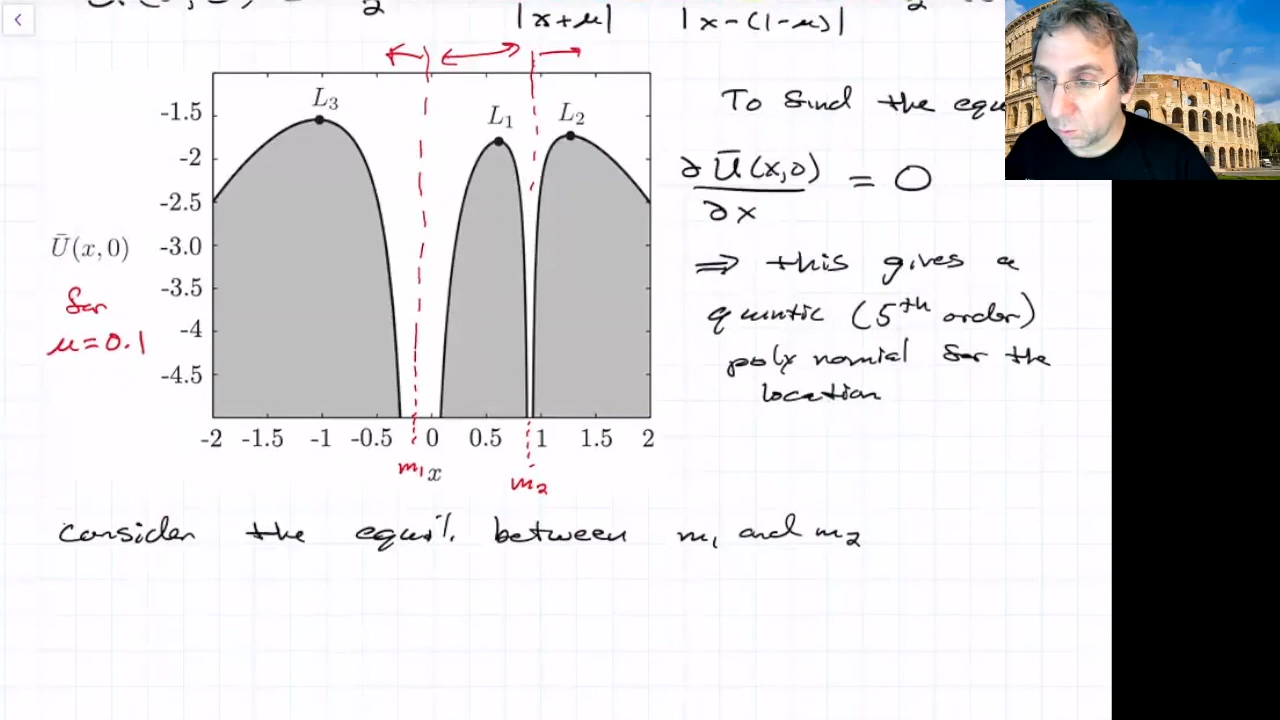 2 |x+μ| |x-(1-μ)| 2
To find the equ
∂Ū(x,0)/∂x = 0
⇒ this gives a
quintic (5th order)
polynomial for the
location
L3 L1 L2
-1.5
-2
-2.5
-3.0
-3.5
-4
-4.5
Ū(x, 0)
for
μ=0.1
-2 -1.5 -1 -0.5 0 0.5 1 1.5 2
m1 x m2
consider the equil. between m1 and m2